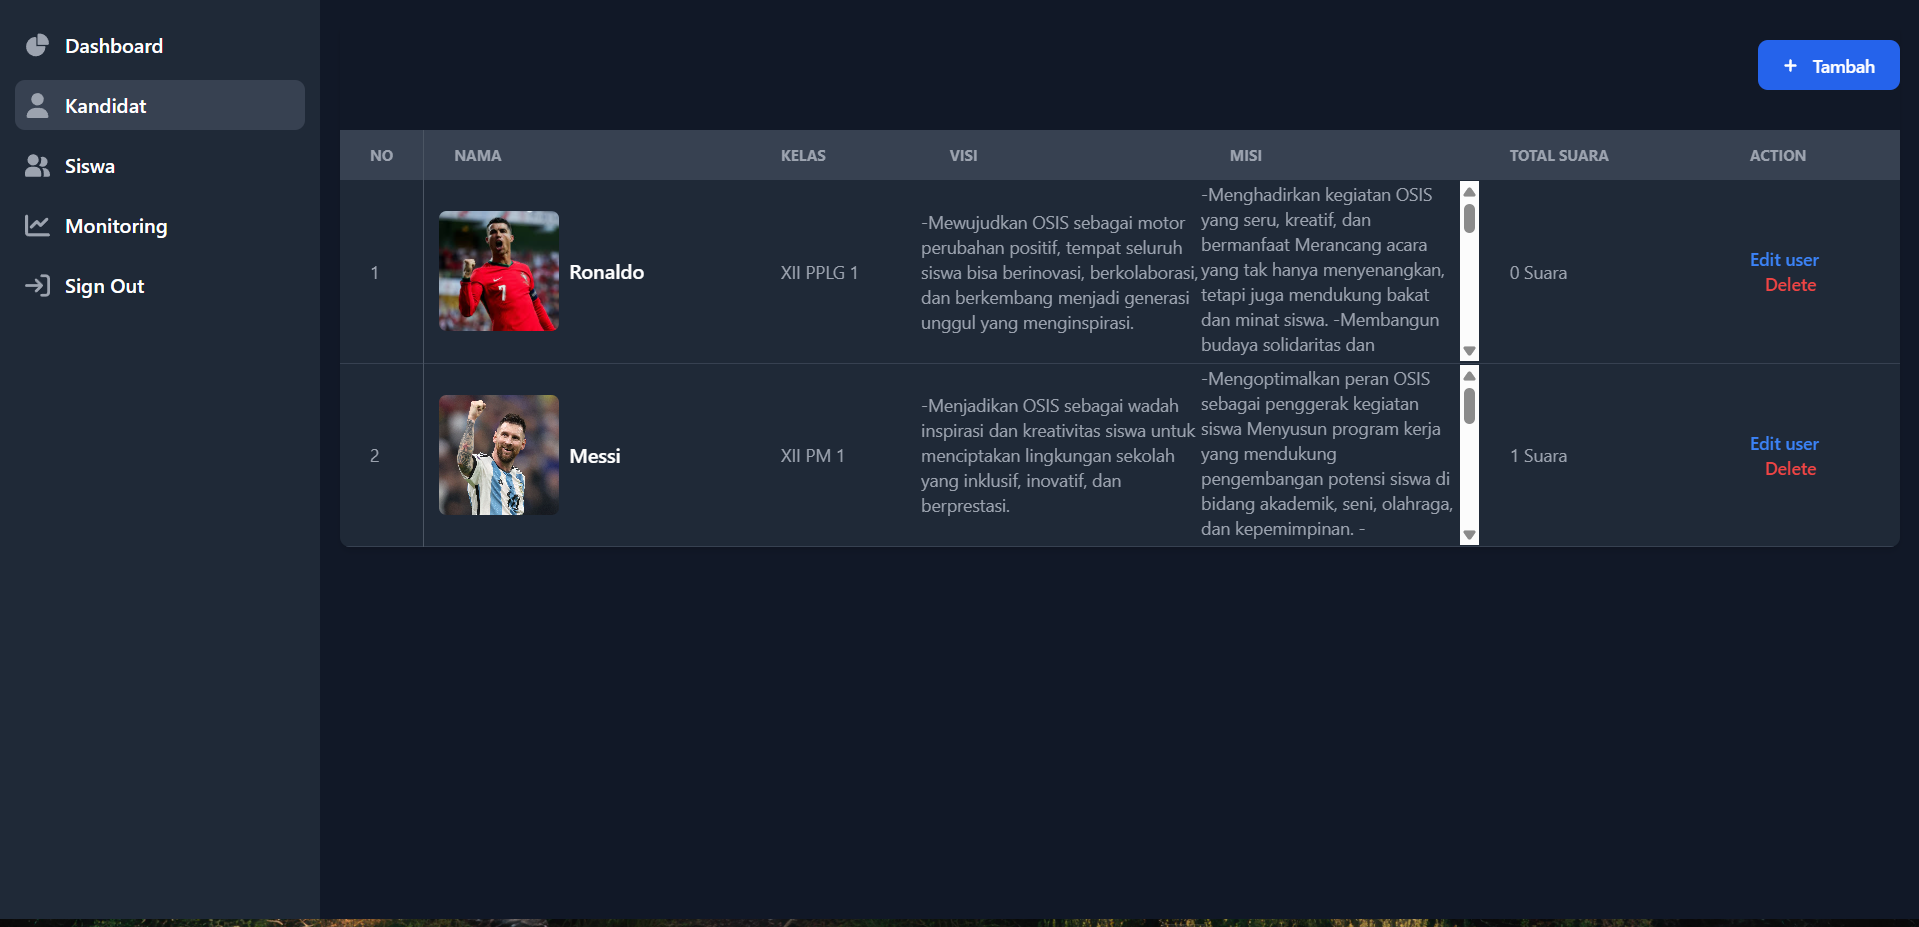 Dashboard
Kandidat
Siswa
Monitoring
Sign Out
+ Tambah
NO NAMA KELAS VISI MISI TOTAL SUARA ACTION
1
7
Ronaldo
XII PPLG 1
-Mewujudkan OSIS sebagai motor
perubahan positif, tempat seluruh
siswa bisa berinovasi, berkolaborasi,
dan berkembang menjadi generasi
unggul yang menginspirasi.
-Menghadirkan kegiatan OSIS
yang seru, kreatif, dan
bermanfaat Merancang acara
yang tak hanya menyenangkan,
tetapi juga mendukung bakat
dan minat siswa. -Membangun
budaya solidaritas dan
0 Suara
Edit user
Delete
2
Messi
XII PM 1
-Menjadikan OSIS sebagai wadah
inspirasi dan kreativitas siswa untuk
menciptakan lingkungan sekolah
yang inklusif, inovatif, dan
berprestasi.
-Mengoptimalkan peran OSIS
sebagai penggerak kegiatan
siswa Menyusun program kerja
yang mendukung
pengembangan potensi siswa di
bidang akademik, seni, olahraga,
dan kepemimpinan. -
1 Suara
Edit user
Delete